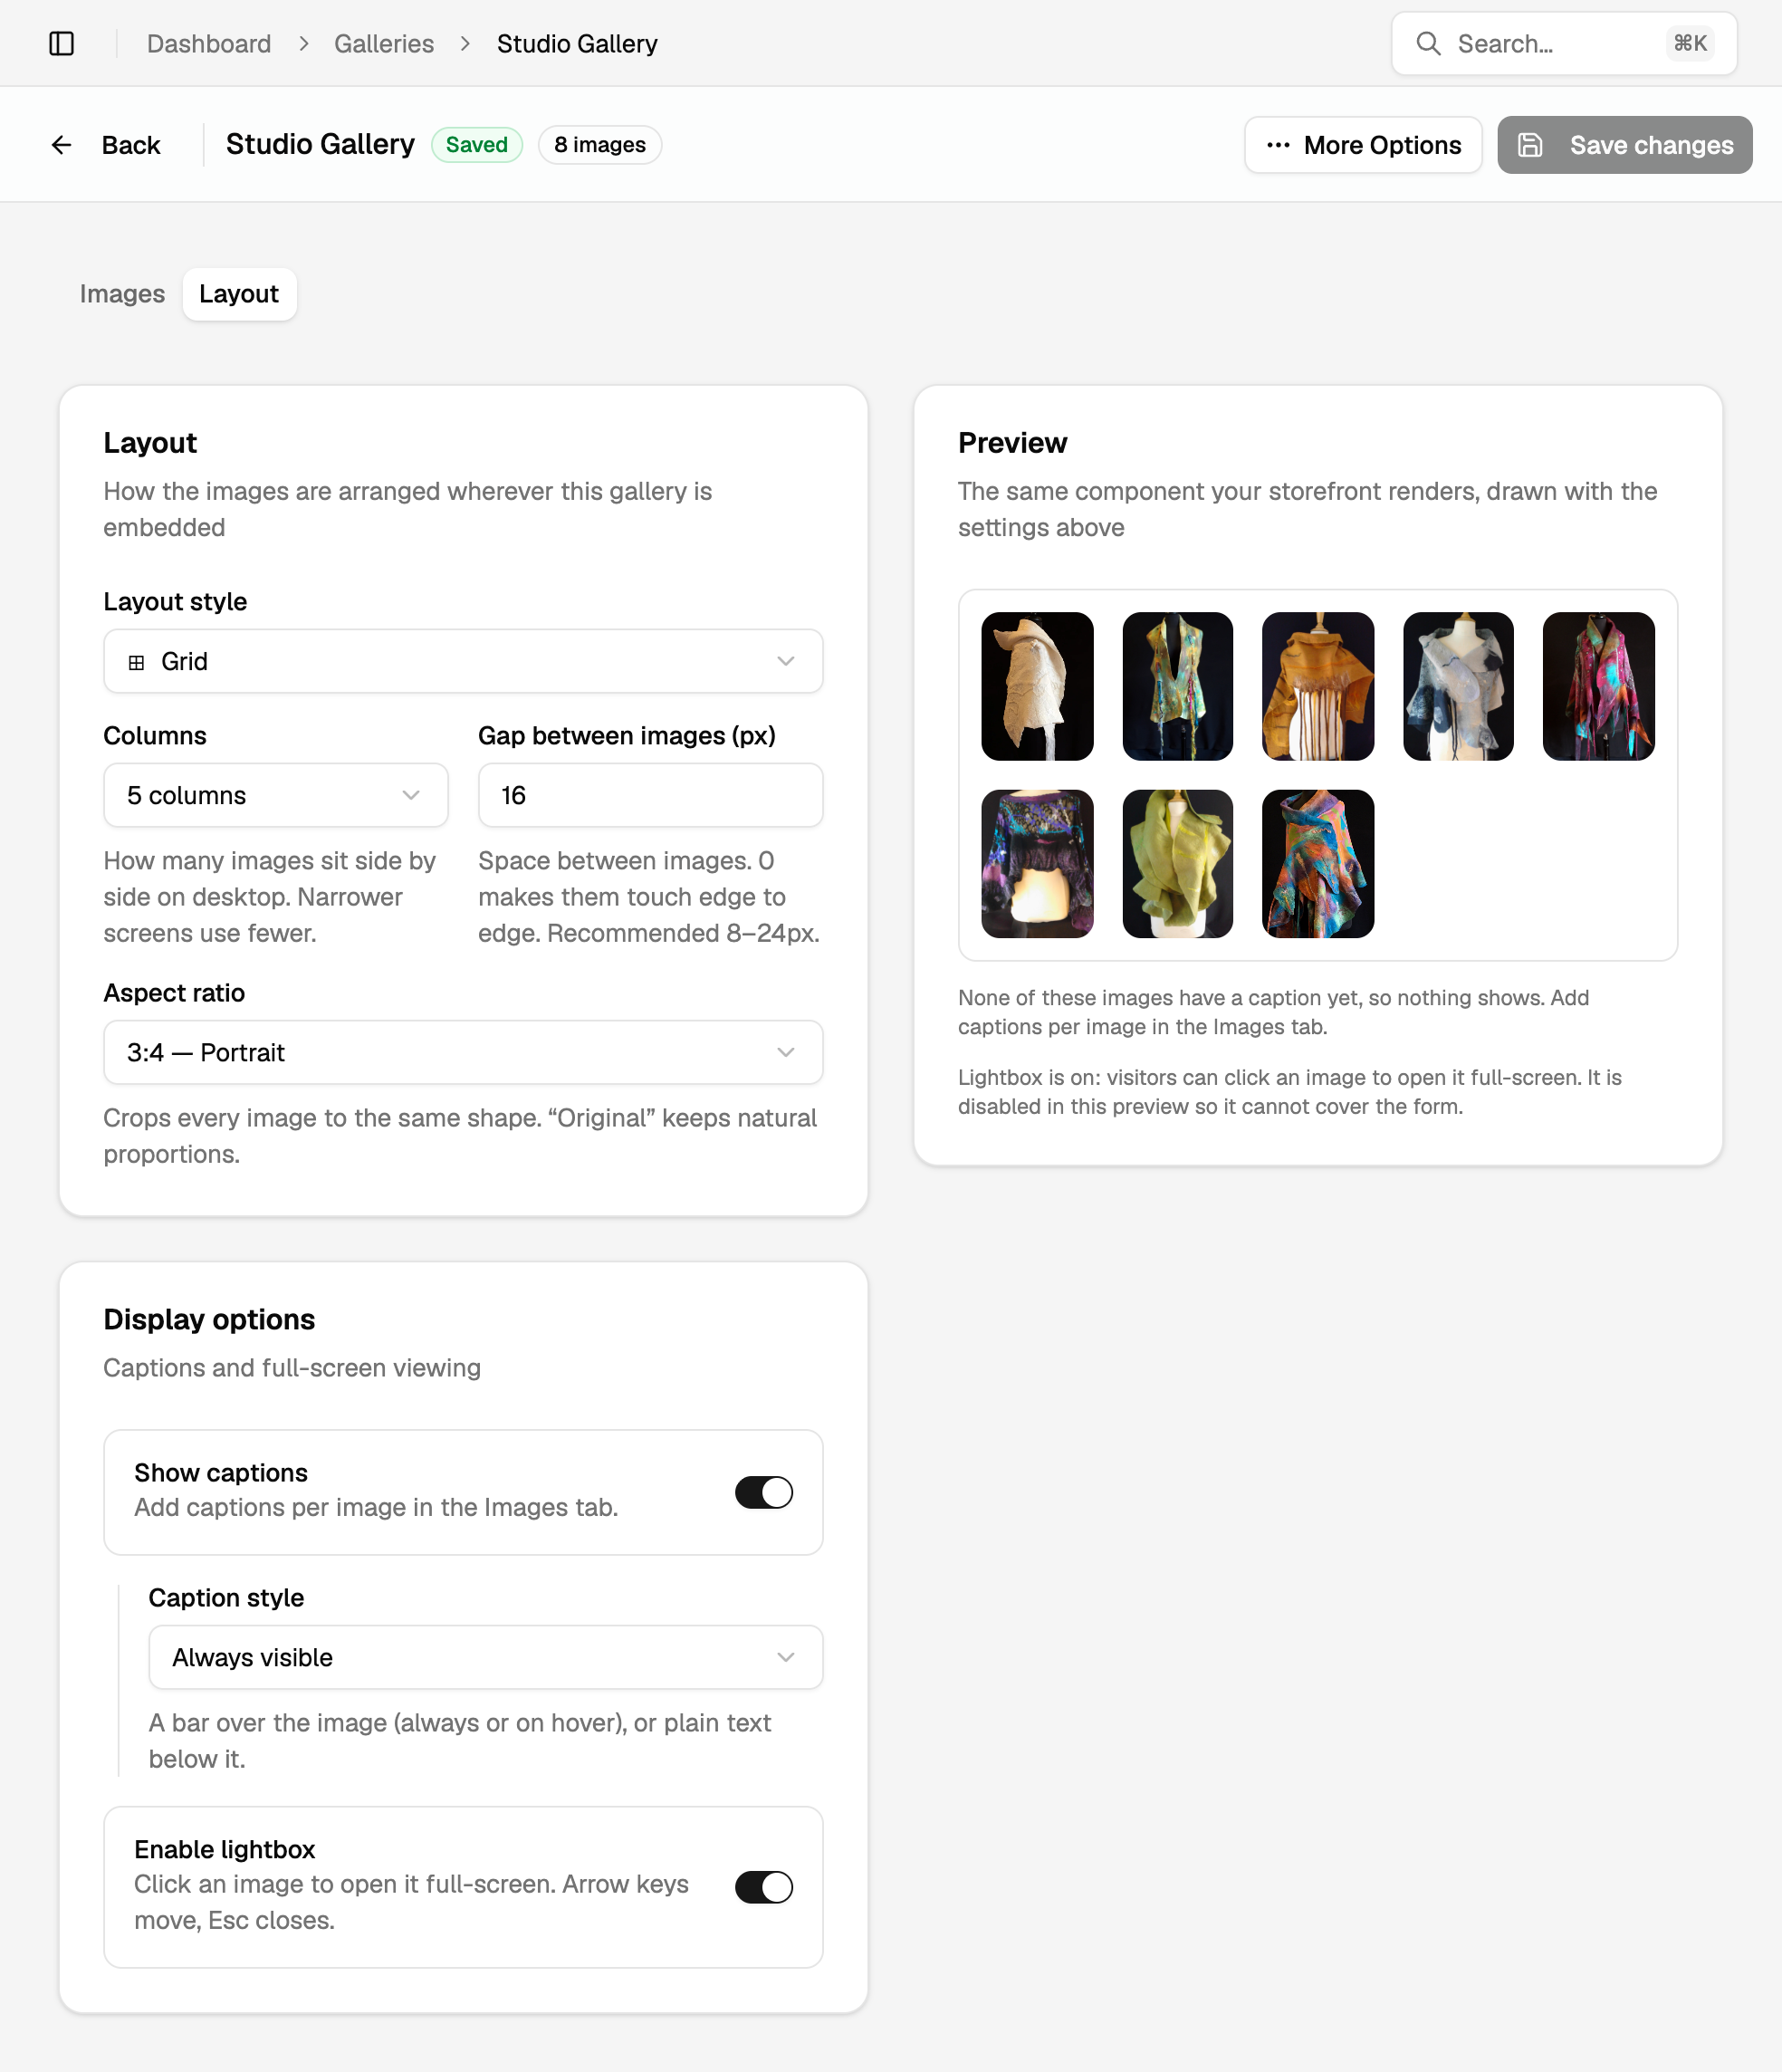 Dashboard > Galleries > Studio Gallery
Search...
⌘K
Back
Studio Gallery
Saved
8 images
More Options
Save changes
Images
Layout
Layout
How the images are arranged wherever this gallery is
embedded
Layout style
Grid
Columns
5 columns
How many images sit side by
side on desktop. Narrower
screens use fewer.
Gap between images (px)
16
Space between images. 0
makes them touch edge to
edge. Recommended 8–24px.
Aspect ratio
3:4 — Portrait
Crops every image to the same shape. “Original” keeps natural
proportions.
Preview
The same component your storefront renders, drawn with the
settings above
None of these images have a caption yet, so nothing shows. Add
captions per image in the Images tab.
Lightbox is on: visitors can click an image to open it full-screen. It is
disabled in this preview so it cannot cover the form.
Display options
Captions and full-screen viewing
Show captions
Add captions per image in the Images tab.
Caption style
Always visible
A bar over the image (always or on hover), or plain text
below it.
Enable lightbox
Click an image to open it full-screen. Arrow keys
move, Esc closes.